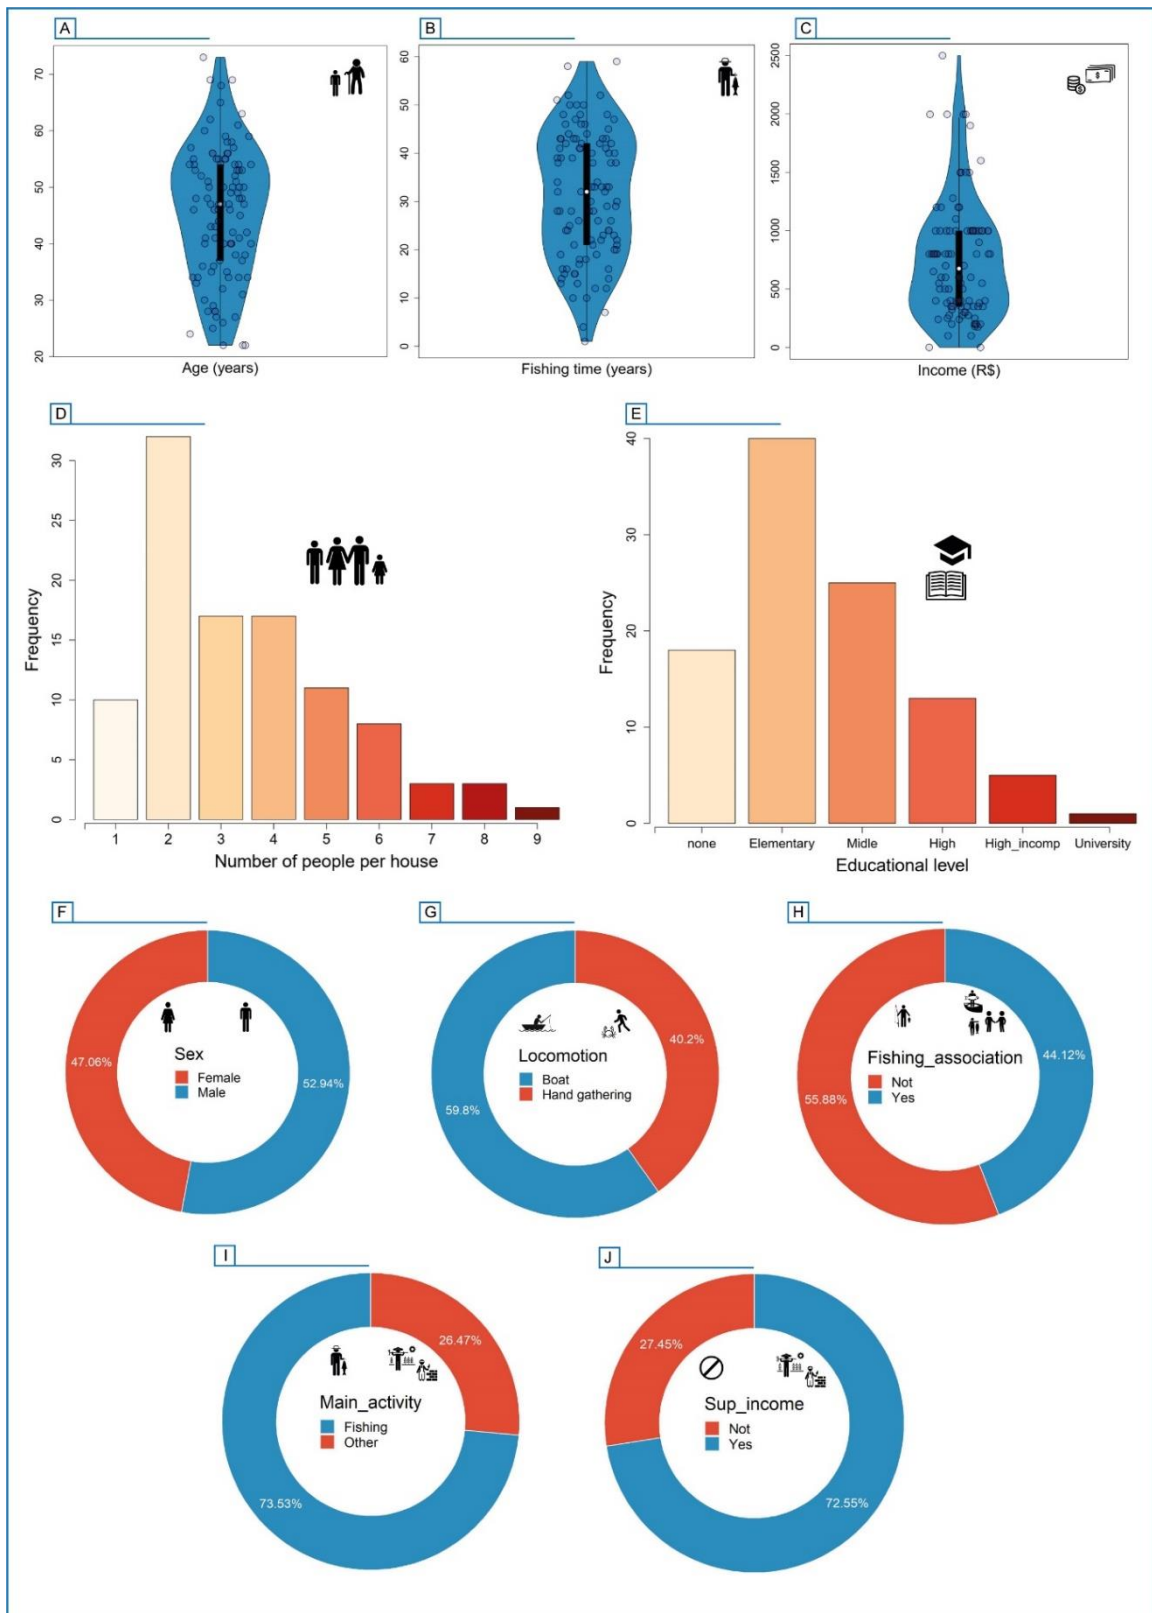 A
B
C
70
60
50
40
30
20
Age (years)
60
50
40
30
20
10
0
Fishing time (years)
2500
2000
1500
1000
500
0
Income (R$)
D
30
25
20
15
10
5
0
Frequency
1 2 3 4 5 6 7 8 9
Number of people per house
E
40
30
20
10
0
Frequency
none Elementary Midle High High_incomp University
Educational level
F
47.06%
Sex
Female
Male
52.94%
G
40.2%
Locomotion
Boat
Hand gathering
59.8%
H
Fishing_association
44.12%
Not
Yes
55.88%
I
26.47%
Main_activity
Fishing
Other
73.53%
J
27.45%
Sup_income
Not
Yes
72.55%